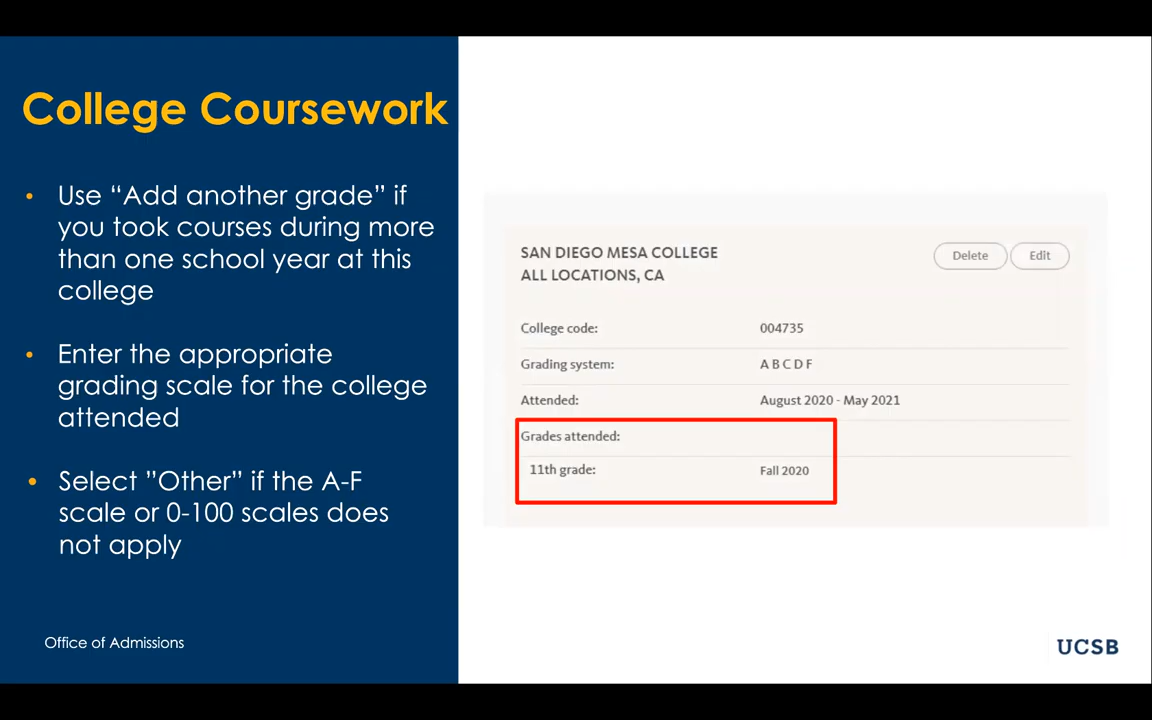 College Coursework
• Use “Add another grade” if
you took courses during more
than one school year at this
college
• Enter the appropriate
grading scale for the college
attended
• Select ”Other” if the A-F
scale or 0-100 scales does
not apply
Office of Admissions
SAN DIEGO MESA COLLEGE
ALL LOCATIONS, CA
Delete Edit
College code: 004735
Grading system: A B C D F
Attended: August 2020 - May 2021
Grades attended:
11th grade: Fall 2020
UCSB